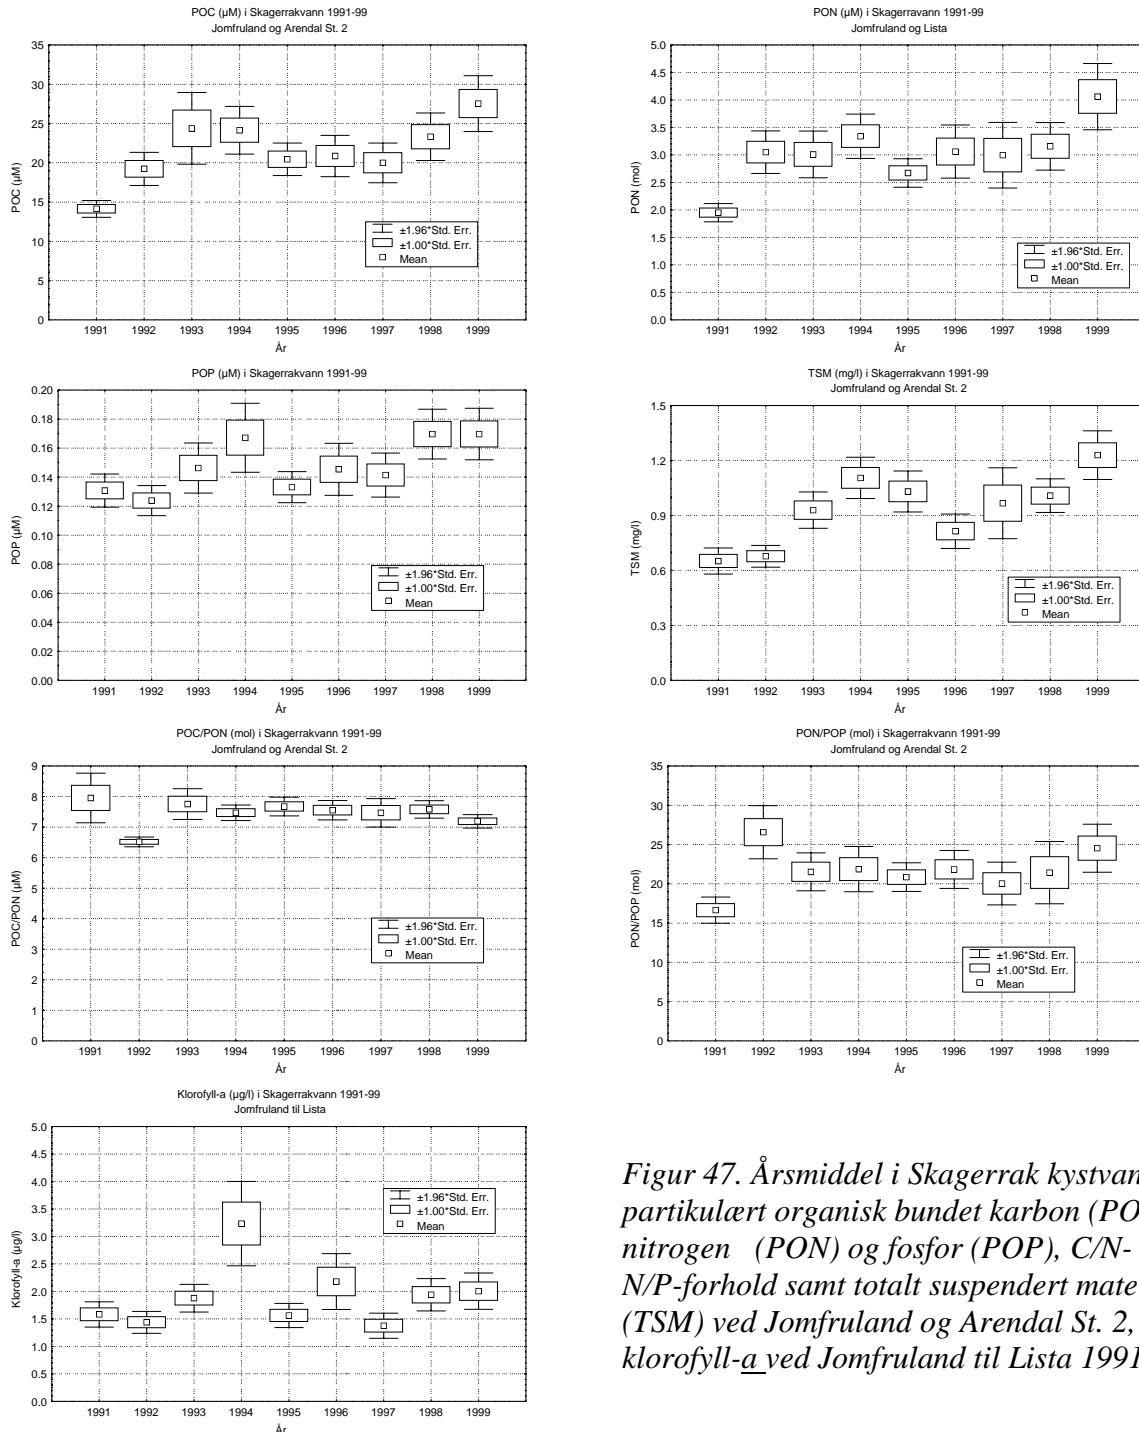 POC (µM) i Skagerrakvann 1991-99
Jomfruland og Arendal St. 2
35
30
25
20
15
10
5
0
POC (µM)
±1.96*Std. Err.
±1.00*Std. Err.
Mean
1991 1992 1993 1994 1995 1996 1997 1998 1999
År
PON (µM) i Skagerravann 1991-99
Jomfruland og Lista
5.0
4.5
4.0
3.5
3.0
2.5
2.0
1.5
1.0
0.5
0.0
PON (mol)
±1.96*Std. Err.
±1.00*Std. Err.
Mean
1991 1992 1993 1994 1995 1996 1997 1998 1999
År
POP (µM) i Skagerrakvann 1991-99
Jomfruland og Arendal St. 2
0.20
0.18
0.16
0.14
0.12
0.10
0.08
0.06
0.04
0.02
0.00
POP (µM)
±1.96*Std. Err.
±1.00*Std. Err.
Mean
1991 1992 1993 1994 1995 1996 1997 1998 1999
År
TSM (mg/l) i Skagerrakvann 1991-99
Jomfruland og Arendal St. 2
1.5
1.2
0.9
0.6
0.3
0.0
TSM (mg/l)
±1.96*Std. Err.
±1.00*Std. Err.
Mean
1991 1992 1993 1994 1995 1996 1997 1998 1999
År
POC/PON (mol) i Skagerrakvann 1991-99
Jomfruland og Arendal St. 2
9
8
7
6
5
4
3
2
1
0
POC/PON (µM)
±1.96*Std. Err.
±1.00*Std. Err.
Mean
1991 1992 1993 1994 1995 1996 1997 1998 1999
År
PON/POP (mol) i Skagerrakvann 1991-99
Jomfruland og Arendal St. 2
35
30
25
20
15
10
5
0
PON/POP (mol)
±1.96*Std. Err.
±1.00*Std. Err.
Mean
1991 1992 1993 1994 1995 1996 1997 1998 1999
År
Klorofyll-a (µg/l) i Skagerrakvann 1991-99
Jomfruland til Lista
5.0
4.5
4.0
3.5
3.0
2.5
2.0
1.5
1.0
0.5
0.0
Klorofyll-a (µg/l)
±1.96*Std. Err.
±1.00*Std. Err.
Mean
1991 1992 1993 1994 1995 1996 1997 1998 1999
År
Figur 47. Årsmiddel i Skagerrak kystvan
partikulært organisk bundet karbon (PO
nitrogen (PON) og fosfor (POP), C/N-
N/P-forhold samt totalt suspendert mate
(TSM) ved Jomfruland og Arendal St. 2,
klorofyll-a ved Jomfruland til Lista 1991